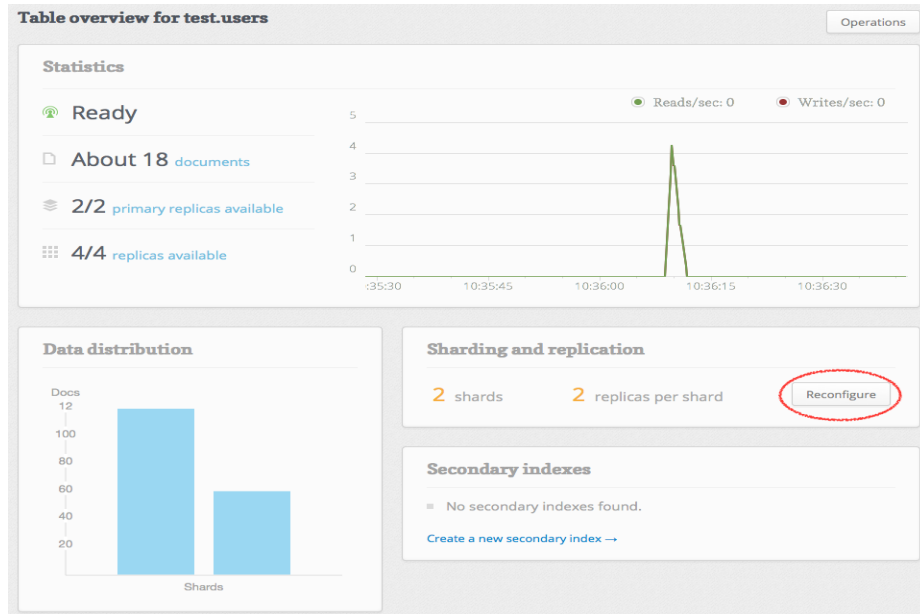 Table overview for test.users
Operations
Statistics
Ready
About 18 documents
2/2 primary replicas available
4/4 replicas available
Reads/sec: 0 Writes/sec: 0
5
4
3
2
1
0
:35:30 10:35:45 10:36:00 10:36:15 10:36:30
Data distribution
Docs
12
100
80
60
40
20
Shards
Sharding and replication
2 shards 2 replicas per shard Reconfigure
Secondary indexes
No secondary indexes found.
Create a new secondary index →